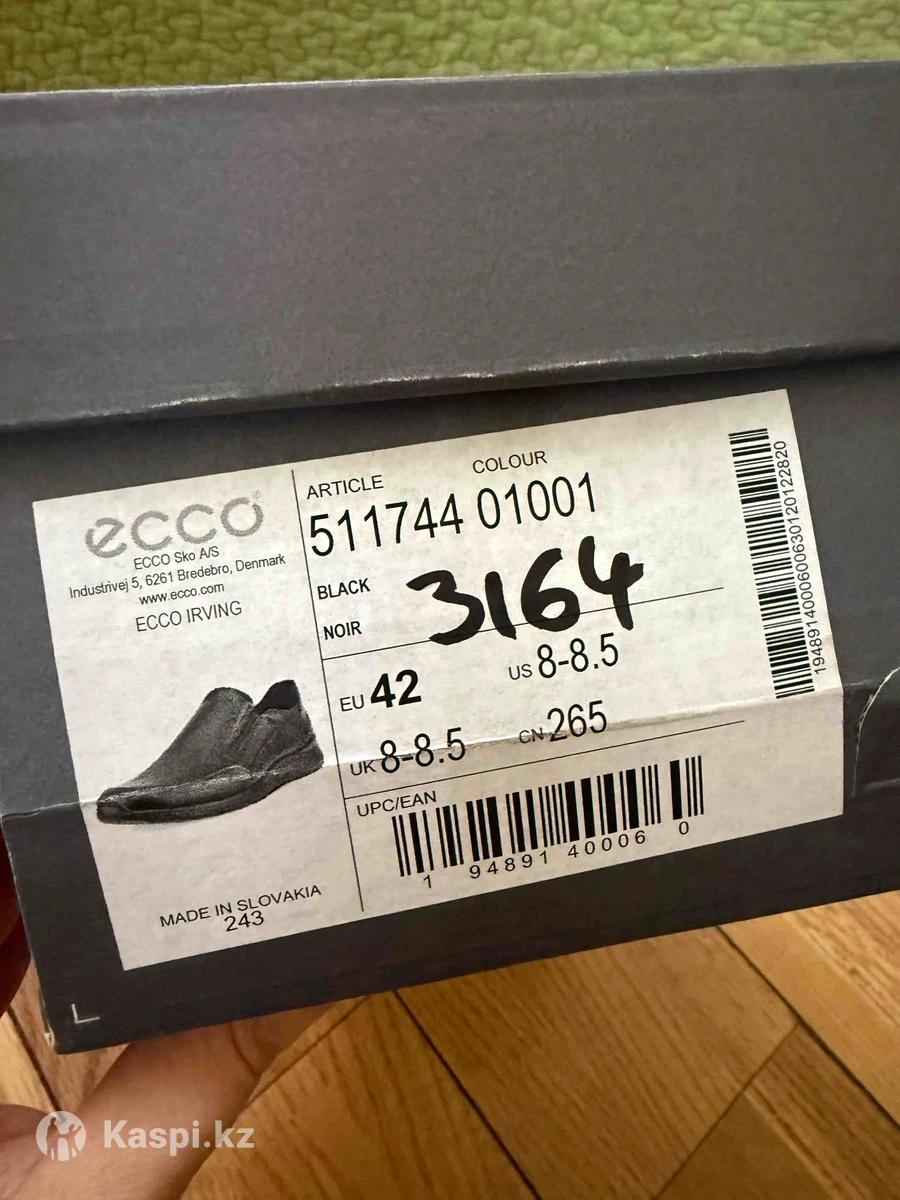 ecco®
ECCO Sko A/S
Industrivej 5, 6261 Bredebro, Denmark
www.ecco.com
ECCO IRVING
MADE IN SLOVAKIA
243
ARTICLE COLOUR
511744 01001
BLACK
NOIR
3164
EU 42 US 8-8.5
UK 8-8.5 CN 265
UPC/EAN
1 94891 40006 0
1948914000600630120122820
L
Kaspi.kz